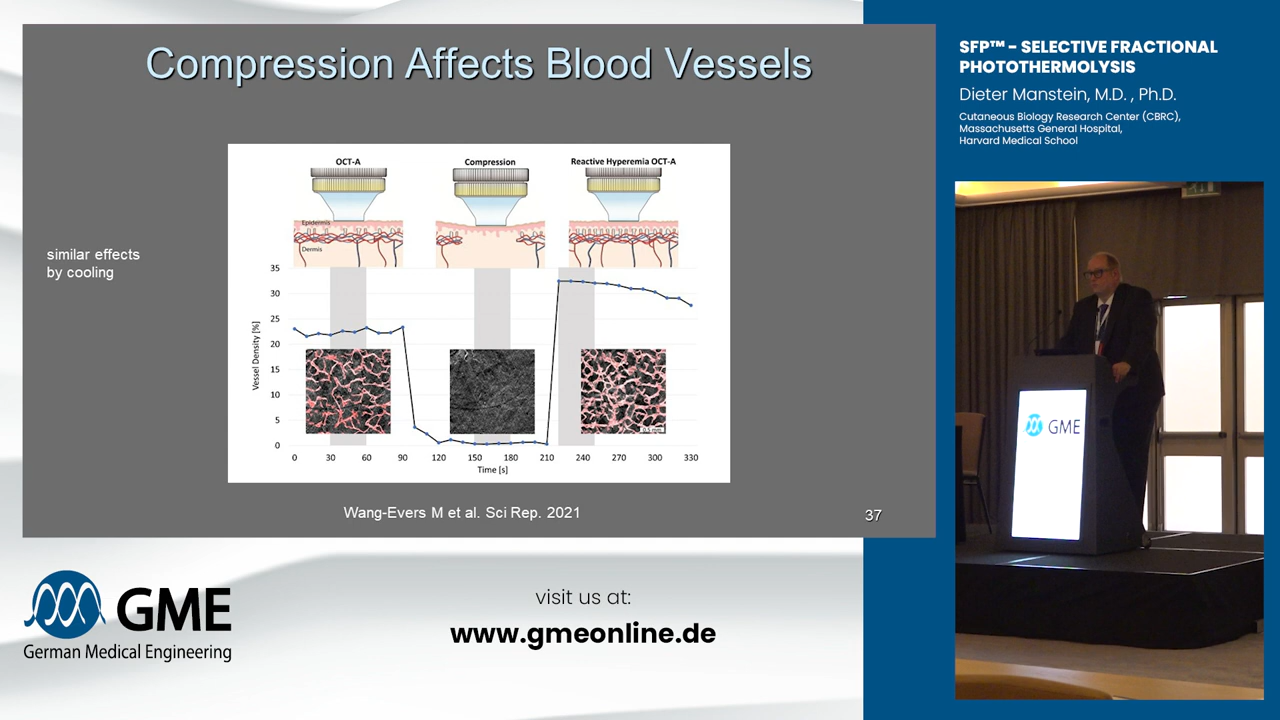 Compression Affects Blood Vessels
similar effects
by cooling
OCT-A
Compression
Reactive Hyperemia OCT-A
Epidermis
Dermis
Vessel Density [%]
35
30
25
20
15
10
5
0
0 30 60 90 120 150 180 210 240 270 300 330
Time [s]
0.5 mm
Wang-Evers M et al. Sci Rep. 2021
37
SFP™ - SELECTIVE FRACTIONAL
PHOTOTHERMOLYSIS
Dieter Manstein, M.D. , Ph.D.
Cutaneous Biology Research Center (CBRC),
Massachusetts General Hospital,
Harvard Medical School
GME
GME
German Medical Engineering
visit us at:
www.gmeonline.de